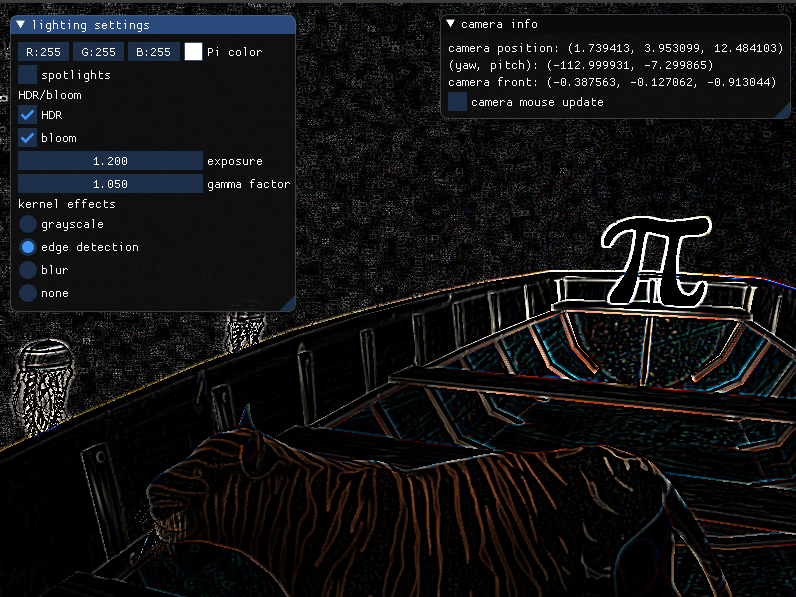 lighting settings
R:255 G:255 B:255 Pi color
spotlights
HDR/bloom
HDR
bloom
1.200 exposure
1.050 gamma factor
kernel effects
grayscale
edge detection
blur
none
camera info
camera position: (1.739413, 3.953099, 12.484103)
(yaw, pitch): (-112.999931, -7.299865)
camera front: (-0.387563, -0.127062, -0.913044)
camera mouse update
π